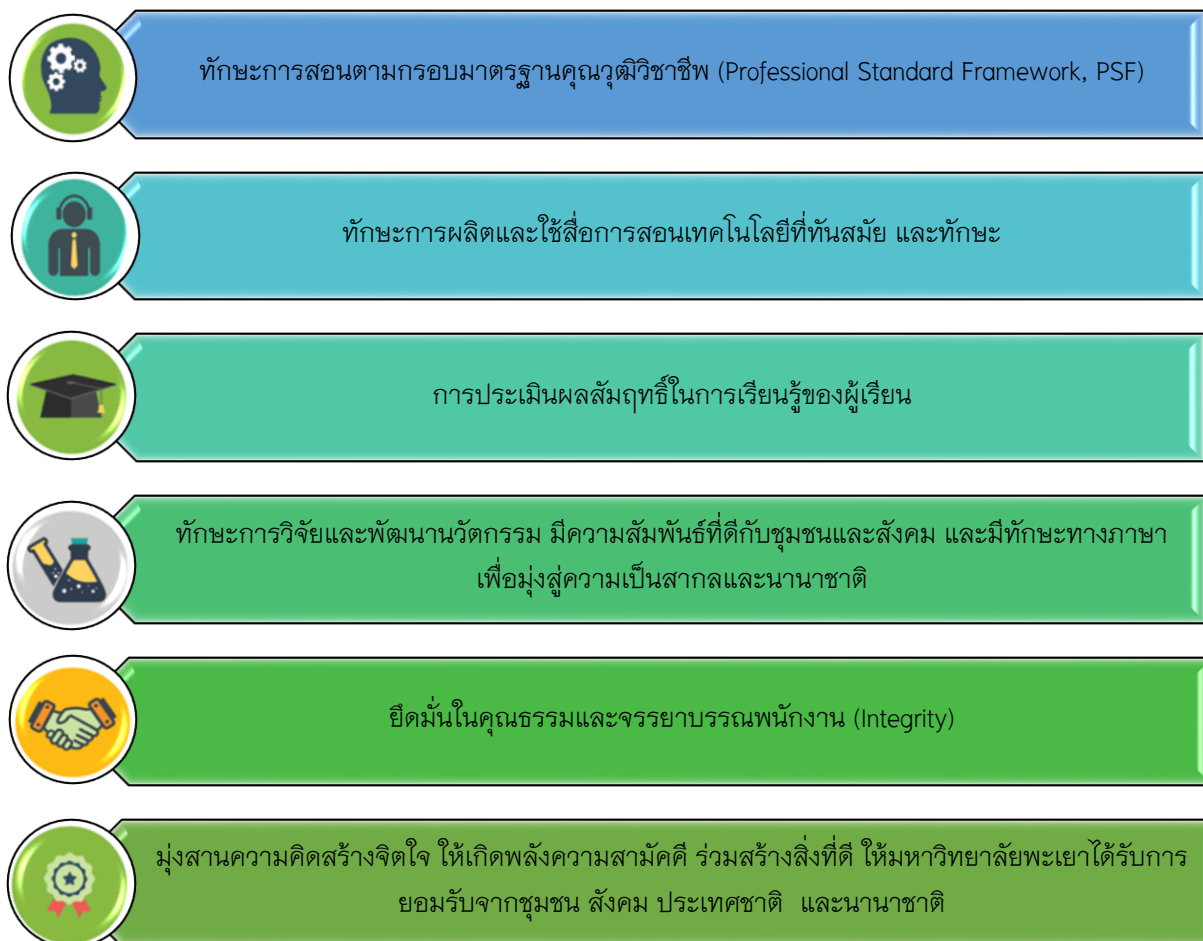 ทักษะการสอนตามกรอบมาตรฐานคุณวุฒิวิชาชีพ (Professional Standard Framework, PSF)
ทักษะการผลิตและใช้สื่อการสอนเทคโนโลยีที่ทันสมัย และทักษะ
การประเมินผลสัมฤทธิ์ในการเรียนรู้ของผู้เรียน
ทักษะการวิจัยและพัฒนานวัตกรรม มีความสัมพันธ์ที่ดีกับชุมชนและสังคม และมีทักษะทางภาษา
เพื่อมุ่งสู่ความเป็นสากลและนานาชาติ
ยึดมั่นในคุณธรรมและจรรยาบรรณพนักงาน (Integrity)
มุ่งสานความคิดสร้างจิตใจ ให้เกิดพลังความสามัคคี ร่วมสร้างสิ่งที่ดี ให้มหาวิทยาลัยพะเยาได้รับการ
ยอมรับจากชุมชน สังคม ประเทศชาติ  และนานาชาติ